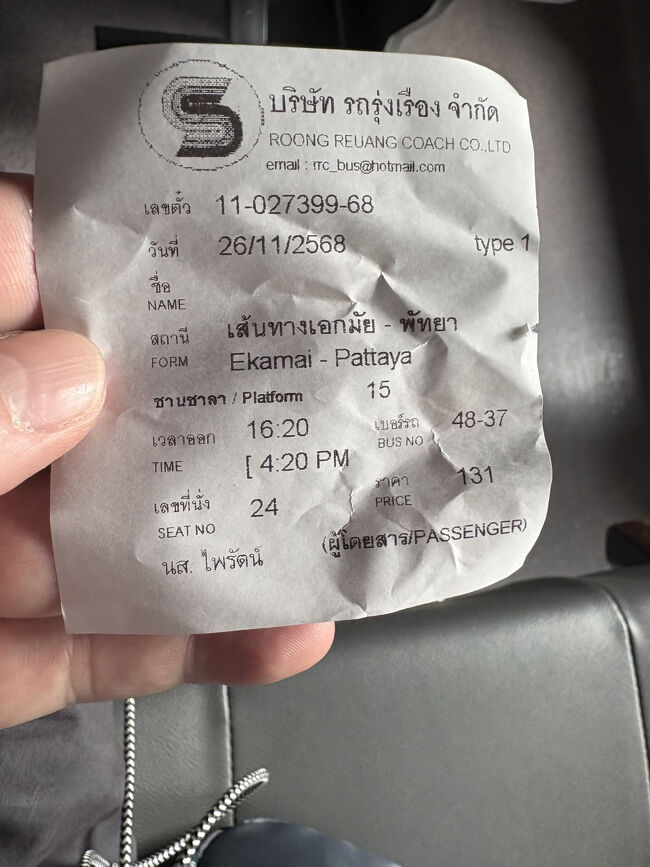 บริษัท รถรุ่งเรือง จำกัด
ROONG REUANG COACH CO.,LTD
email : rrc_bus@hotmail.com
เลขตั๋ว 11-027399-68
วันที่ 26/11/2568 type 1
ชื่อ
NAME
สถานี เส้นทางเอกมัย - พัทยา
FORM Ekamai - Pattaya
ชานชาลา / Platform 15
เวลาออก 16:20 เบอร์รถ 48-37
TIME [ 4:20 PM BUS NO
เลขที่นั่ง 24 ราคา 131
SEAT NO PRICE
นส. ไพรัตน์ (ผู้โดยสาร/PASSENGER)